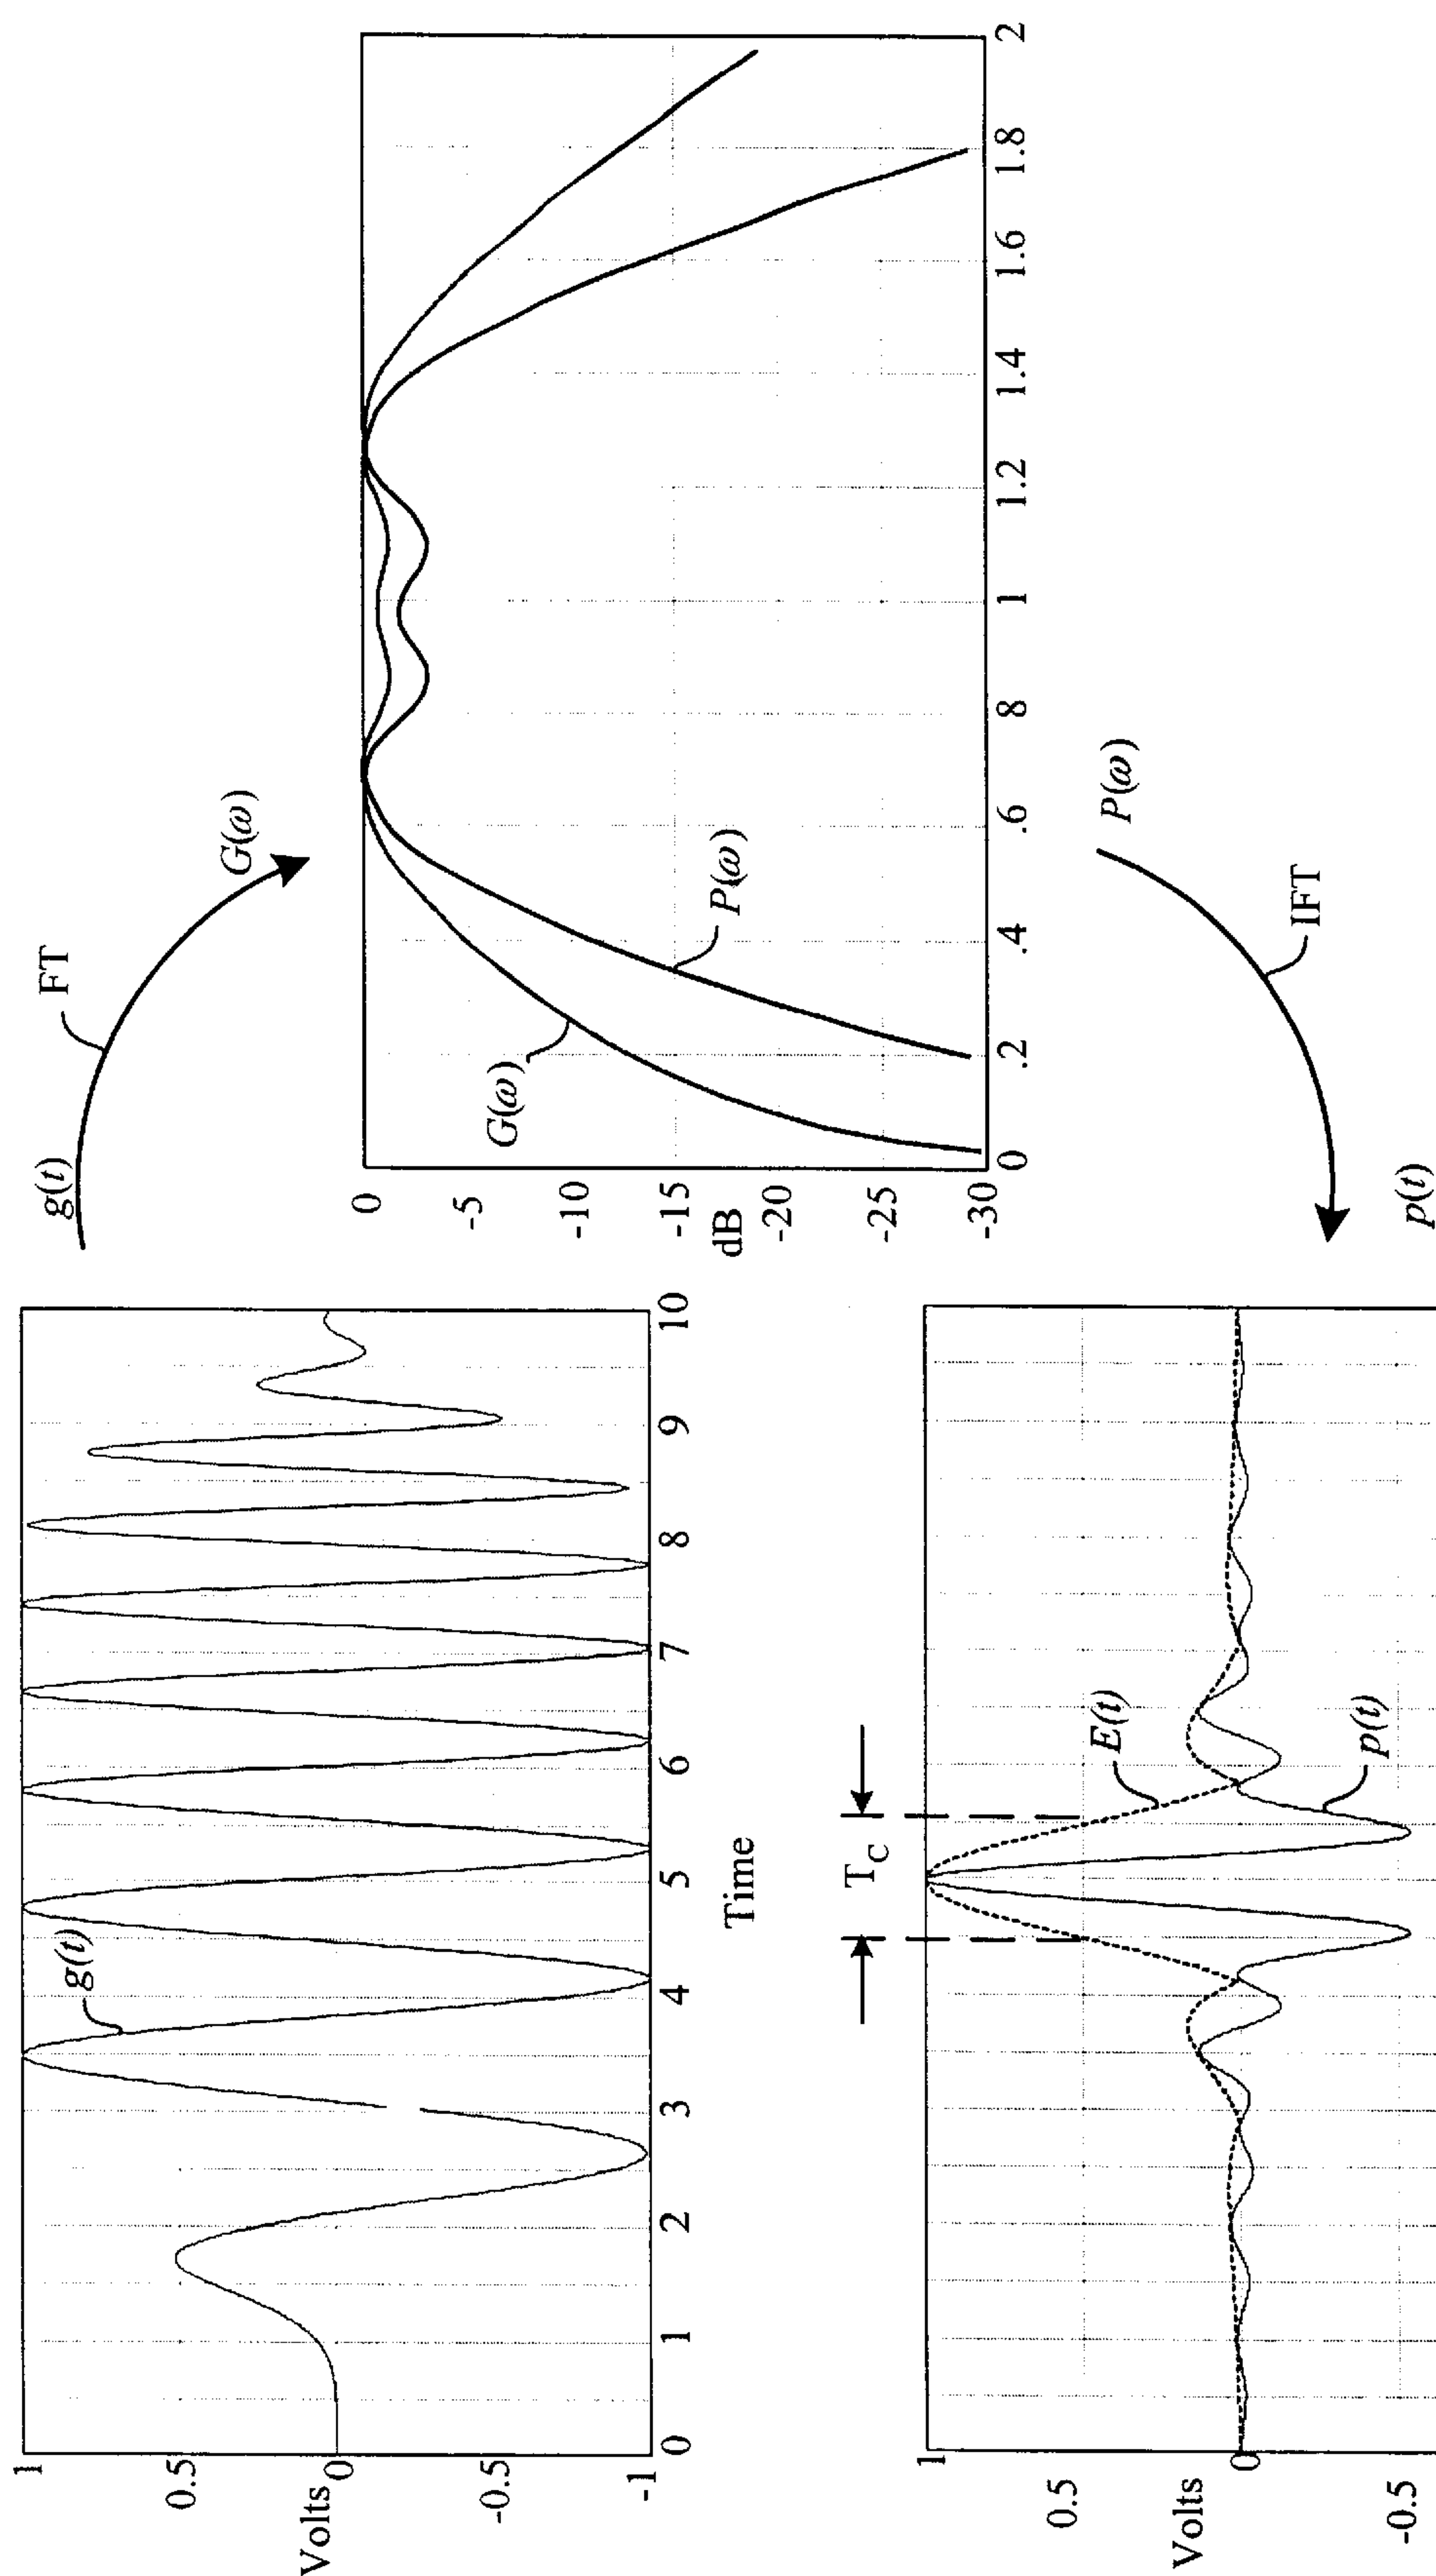 g(t)
FT
G(ω)
1
0.5
Volts
0
-0.5
-1
g(t)
0
1
2
3
4
5
6
7
8
9
10
Time
0
-5
-10
-15
dB
-20
-25
-30
G(ω)
P(ω)
0
.2
.4
.6
8
1
1.2
1.4
1.6
1.8
2
P(ω)
IFT
p(t)
1
0.5
Volts
0
-0.5
T_C
E(t)
p(t)